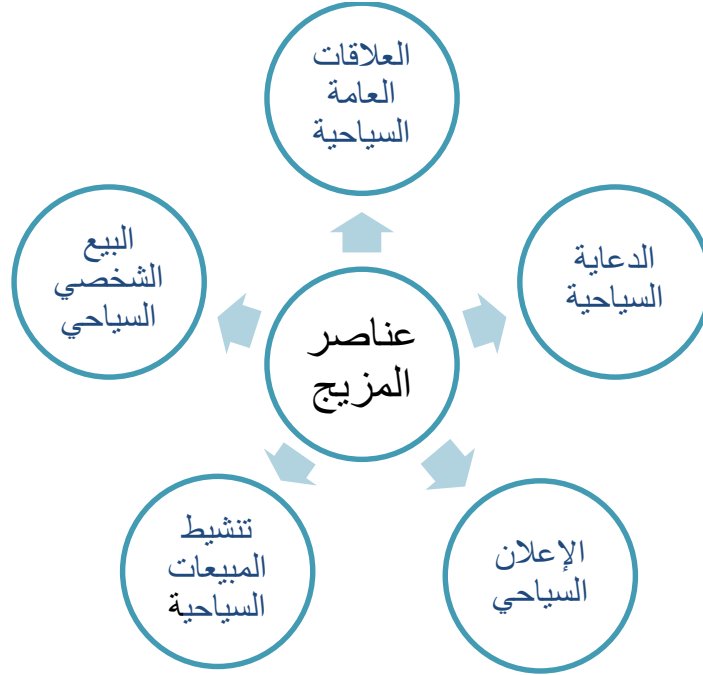 العلاقات
العامة
السياحية
الدعاية
السياحية
البيع
الشخصي
السياحي
عناصر
المزيج
الإعلان
السياحي
تنشيط
المبيعات
السياحية